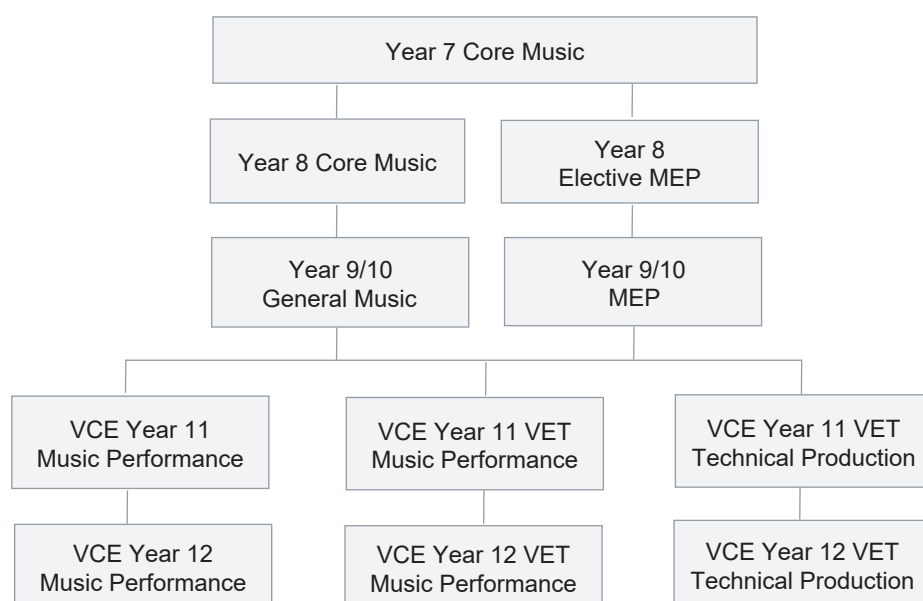 Year 7 Core Music
Year 8 Core Music
Year 8
Elective MEP
Year 9/10
General Music
Year 9/10
MEP
VCE Year 11
Music Performance
VCE Year 11 VET
Music Performance
VCE Year 11 VET
Technical Production
VCE Year 12
Music Performance
VCE Year 12 VET
Music Performance
VCE Year 12 VET
Technical Production